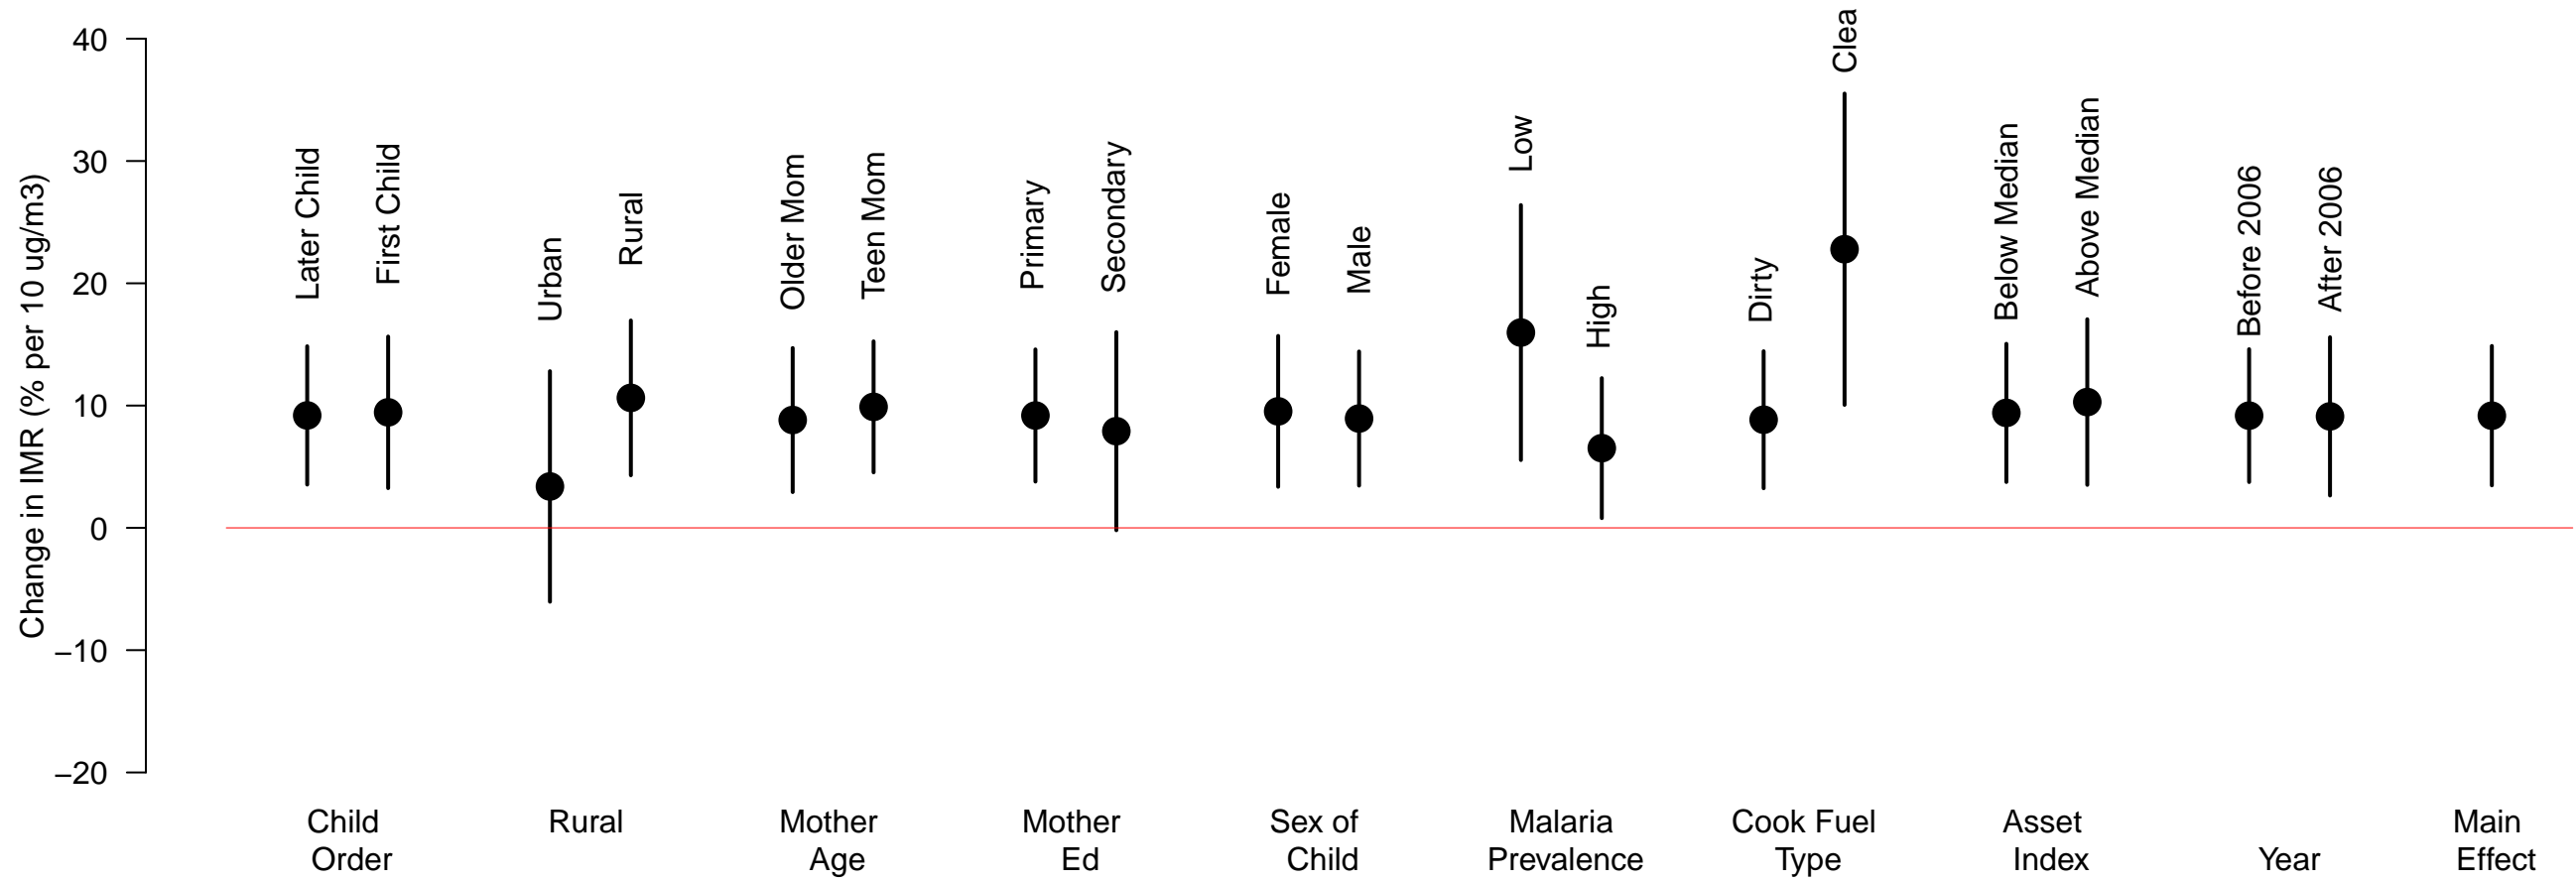 40
30
20
10
0
−10
−20
Change in IMR (% per 10 ug/m3)
Later Child
First Child
Urban
Rural
Older Mom
Teen Mom
Primary
Secondary
Female
Male
Low
High
Dirty
Clea
Below Median
Above Median
Before 2006
After 2006
Child
Order
Rural
Mother
Age
Mother
Ed
Sex of
Child
Malaria
Prevalence
Cook Fuel
Type
Asset
Index
Year
Main
Effect